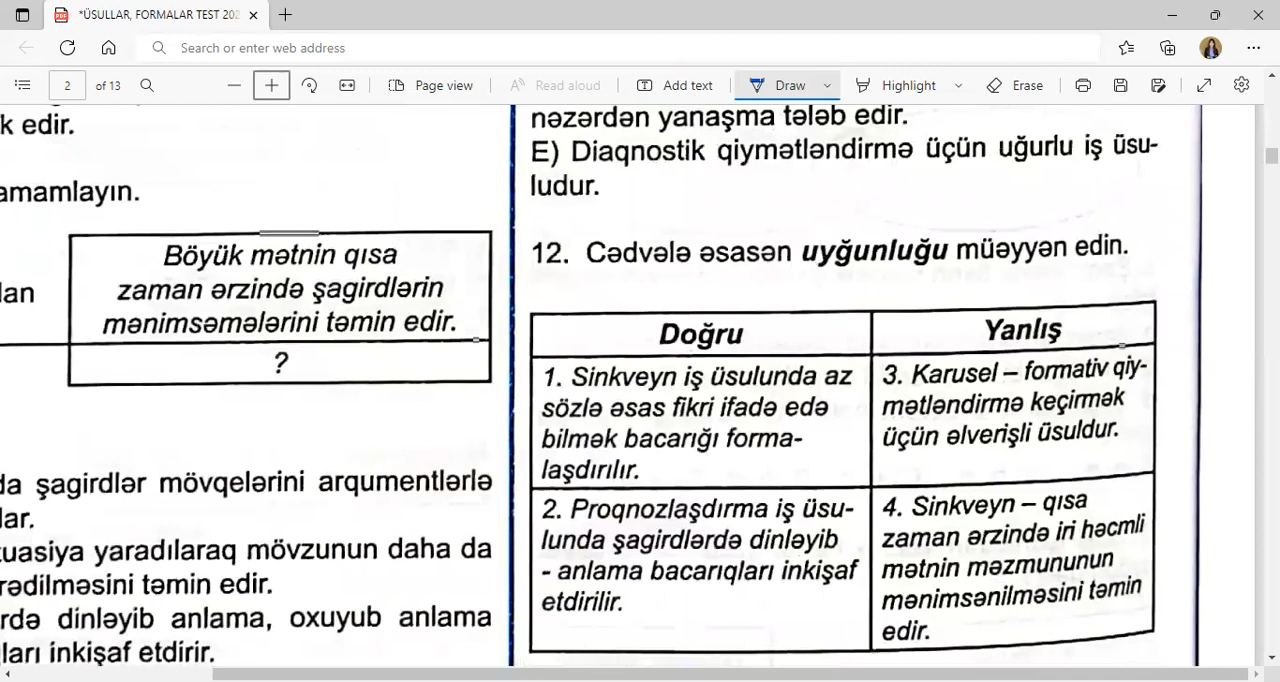 *ÜSULLAR, FORMALAR TEST 202
Search or enter web address
2 of 13 Page view Read aloud Add text Draw Highlight Erase
k edir.
amamlayın.
lan
Böyük mətnin qısa
zaman ərzində şagirdlərin
mənimsəmələrini təmin edir.
?
da şagirdlər mövqelərini arqumentlərlə
lar.
tuasiya yaradılaraq mövzunun daha da
rədilməsini təmin edir.
rdə dinləyib anlama, oxuyub anlama
ları inkişaf etdirir.
nəzərdən yanaşma tələb edir.
E) Diaqnostik qiymətləndirmə üçün uğurlu iş üsu-
ludur.
12. Cədvələ əsasən uyğunluğu müəyyən edin.
Doğru
Yanlış
1. Sinkveyn iş üsulunda az
sözlə əsas fikri ifadə edə
bilmək bacarığı forma-
laşdırılır.
3. Karusel – formativ qiy-
mətləndirmə keçirmək
üçün əlverişli üsuldur.
2. Proqnozlaşdırma iş üsu-
lunda şagirdlərdə dinləyib
- anlama bacarıqları inkişaf
etdirilir.
4. Sinkveyn – qısa
zaman ərzində iri həcmli
mətnin məzmununun
mənimsənilməsini təmin
edir.